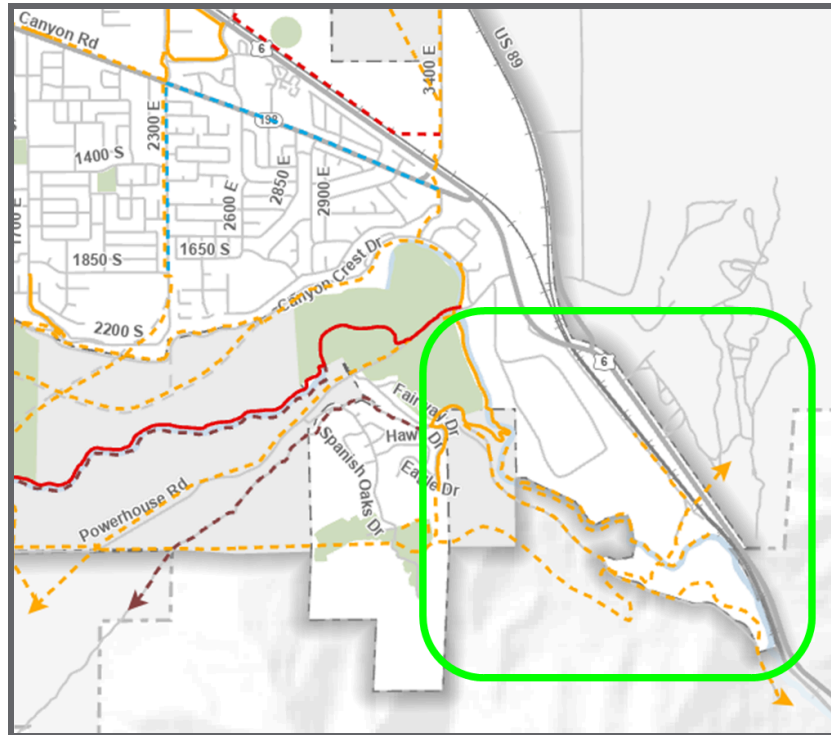 Canyon Rd
6
3400 E
US 89
2300 E
198
1400 S
2600 E
2850 E
2900 E
1700 E
1650 S
1850 S
Canyon Crest Dr
2200 S
6
Fairway Dr
Haw
Dr
Spanish Oaks Dr
Eagle Dr
Powerhouse Rd